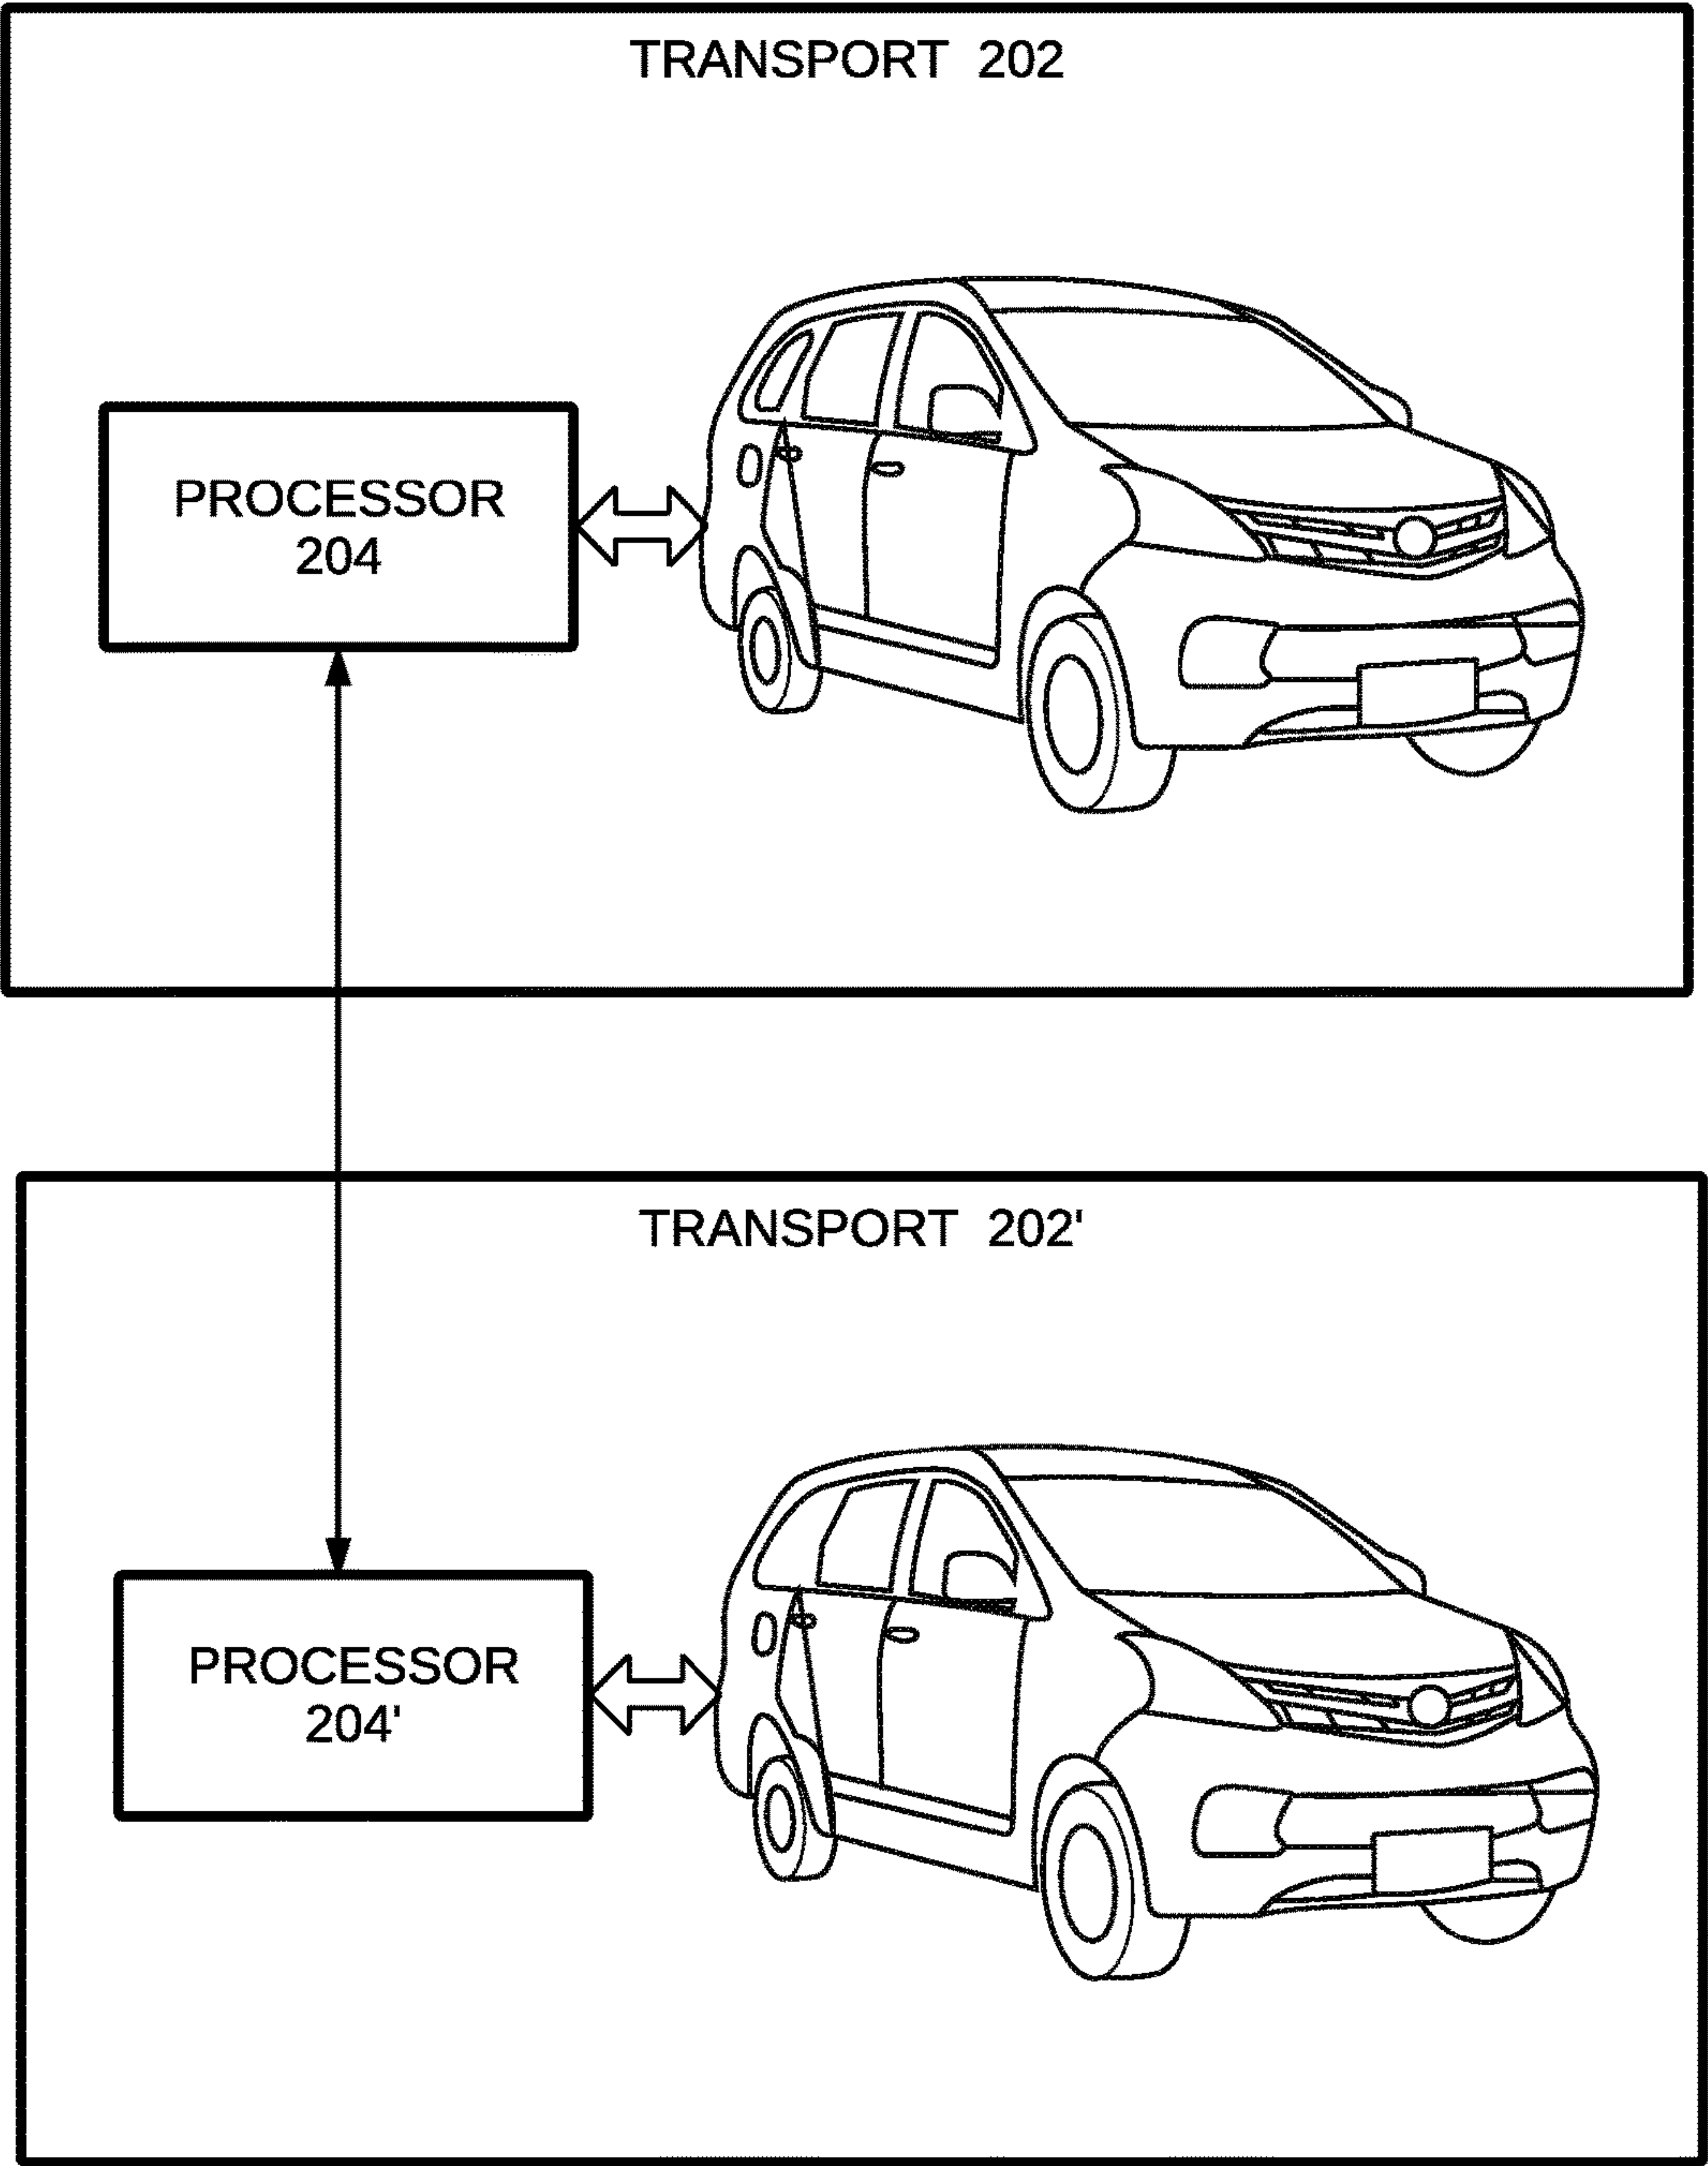 TRANSPORT 202
PROCESSOR
204
TRANSPORT 202'
PROCESSOR
204'